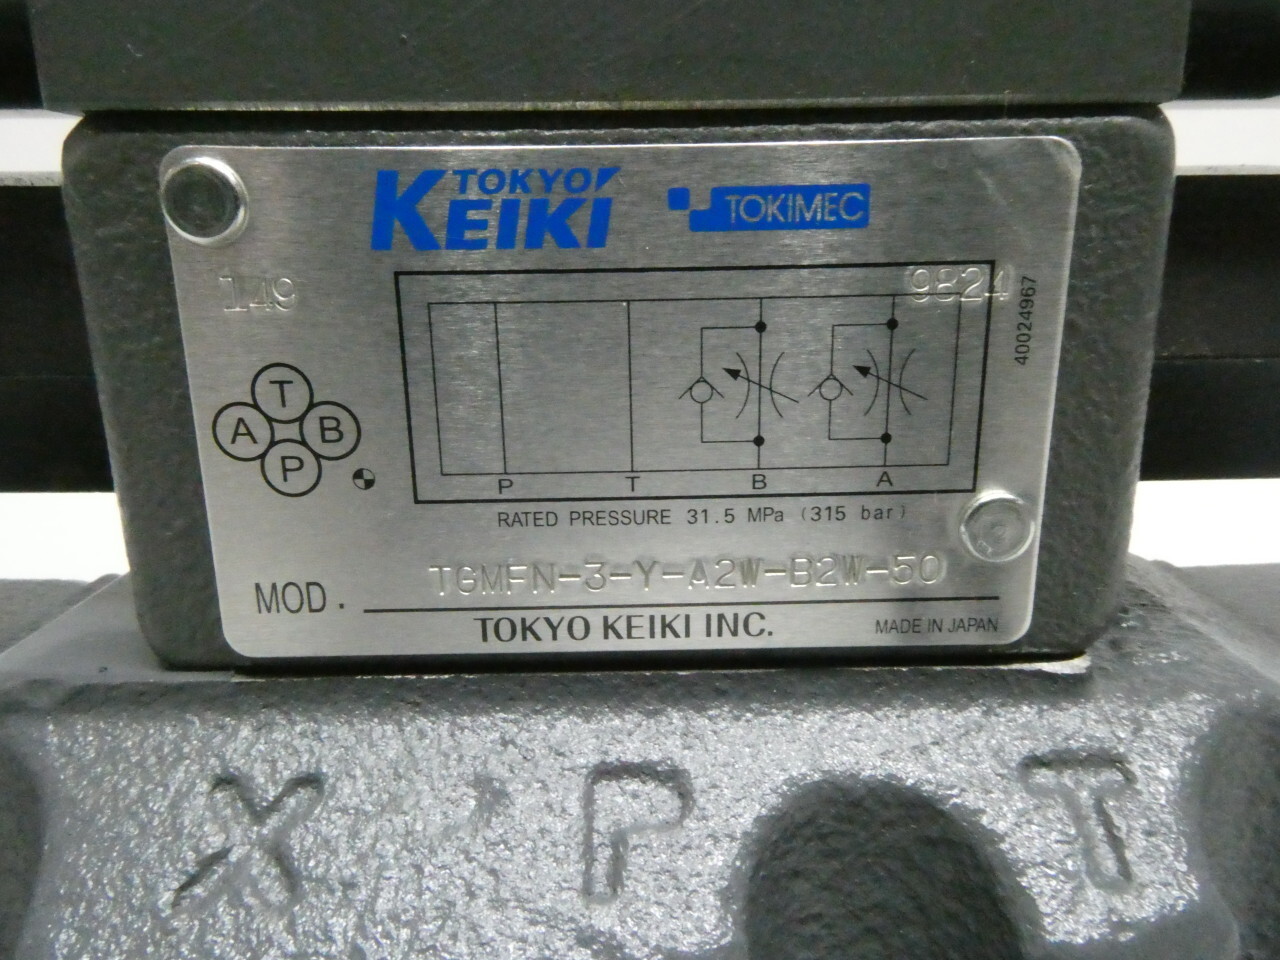 TOKYO
KEIKI
TOKIMEC
149
9824
40024967
T
A B
P
P T B A
RATED PRESSURE 31.5 MPa (315 bar)
MOD. TGMFN-3-Y-A2W-B2W-50
TOKYO KEIKI INC.
MADE IN JAPAN
X P T